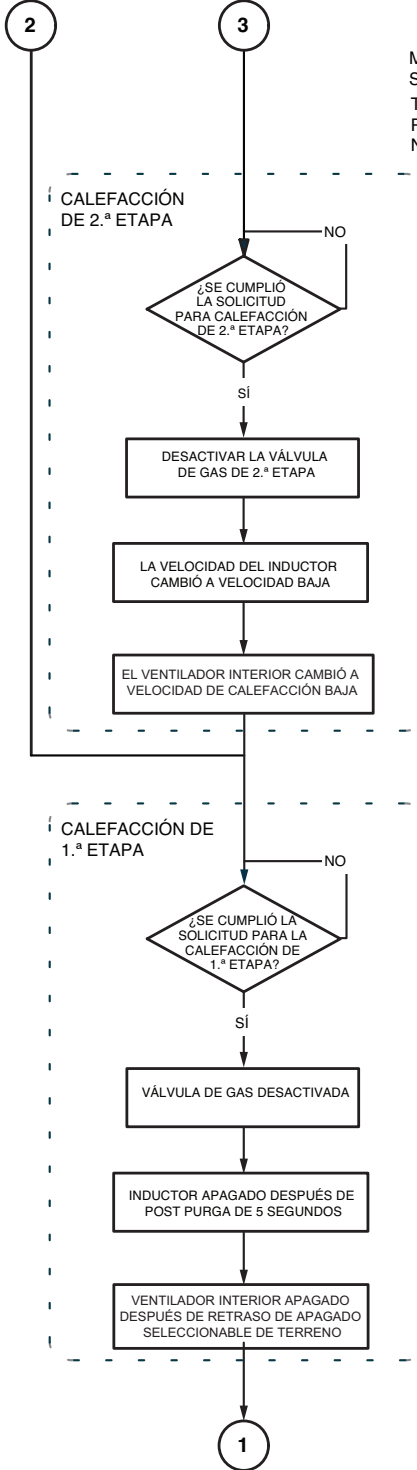 2
3
M
S
T
F
N
CALEFACCIÓN
DE 2.ª ETAPA
NO
¿SE CUMPLIÓ
LA SOLICITUD
PARA CALEFACCIÓN
DE 2.ª ETAPA?
SÍ
DESACTIVAR LA VÁLVULA
DE GAS DE 2.ª ETAPA
LA VELOCIDAD DEL INDUCTOR
CAMBIÓ A VELOCIDAD BAJA
EL VENTILADOR INTERIOR CAMBIÓ A
VELOCIDAD DE CALEFACCIÓN BAJA
CALEFACCIÓN DE
1.ª ETAPA
NO
¿SE CUMPLIÓ LA
SOLICITUD PARA LA
CALEFACCIÓN DE
1.ª ETAPA?
SÍ
VÁLVULA DE GAS DESACTIVADA
INDUCTOR APAGADO DESPUÉS DE
POST PURGA DE 5 SEGUNDOS
VENTILADOR INTERIOR APAGADO
DESPUÉS DE RETRASO DE APAGADO
SELECCIONABLE DE TERRENO
1